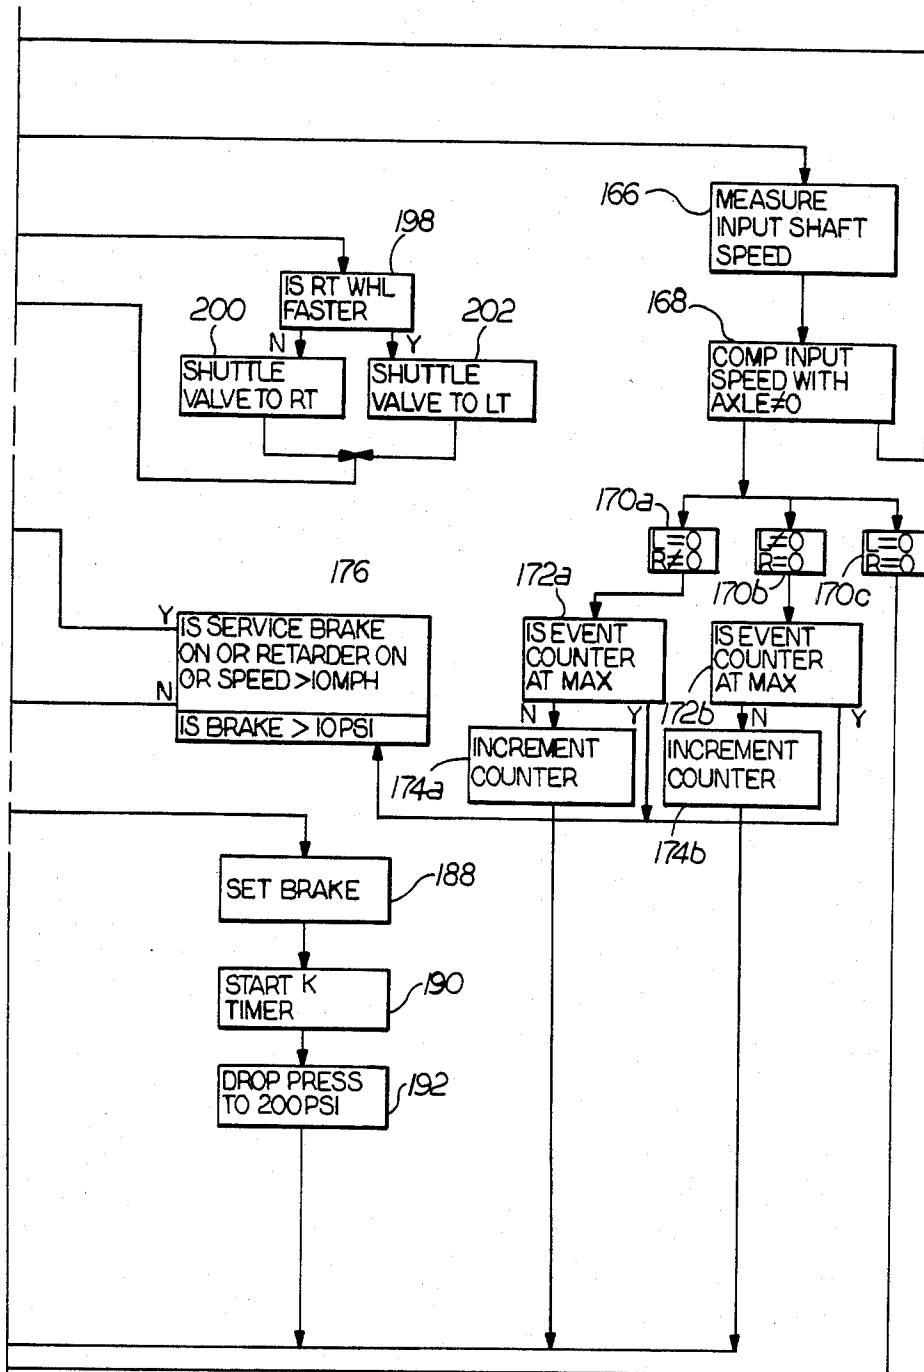 166
MEASURE
INPUT SHAFT
SPEED
198
IS RT WHL
FASTER
200
N
Y
202
SHUTTLE
VALVE TO RT
SHUTTLE
VALVE TO LT
168
COMP INPUT
SPEED WITH
AXLE≠0
170a
L=0
R≠0
L≠0
R=0
170b
L=0
R=0
170c
176
Y
N
IS SERVICE BRAKE
ON OR RETARDER ON
OR SPEED >10MPH
IS BRAKE > 10 PSI
172a
IS EVENT
COUNTER
AT MAX
N
Y
172b
IS EVENT
COUNTER
AT MAX
N
Y
174a
INCREMENT
COUNTER
INCREMENT
COUNTER
174b
SET BRAKE
188
START K
TIMER
190
DROP PRESS
TO 200PSI
192